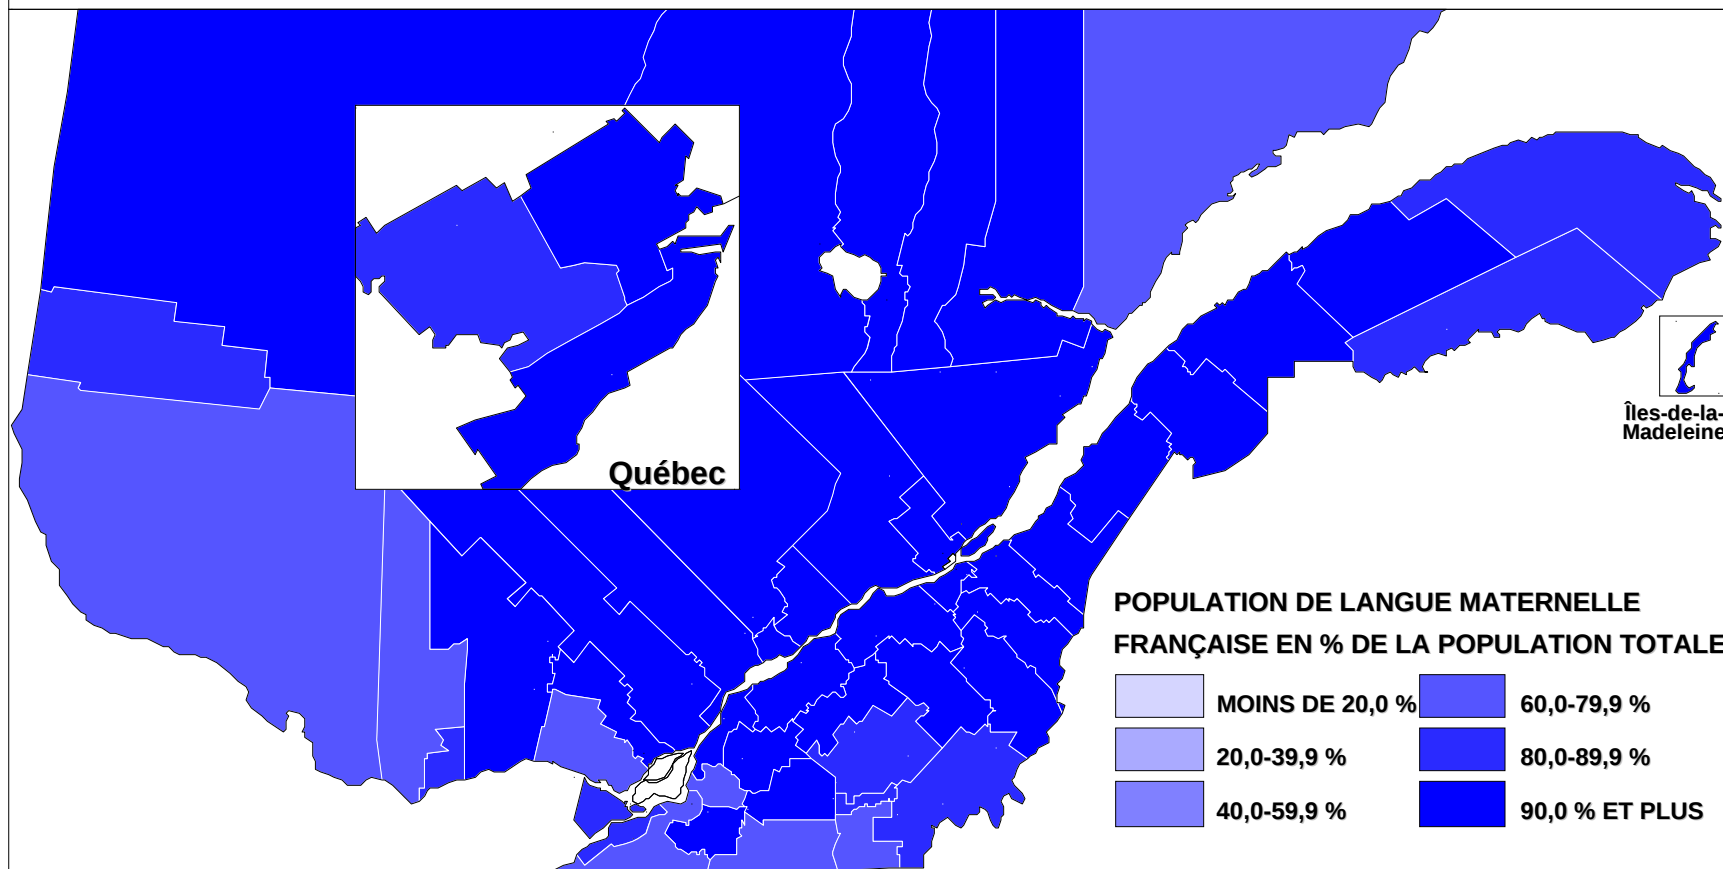 Québec
Îles-de-la-
Madeleine
POPULATION DE LANGUE MATERNELLE
FRANÇAISE EN % DE LA POPULATION TOTALE
MOINS DE 20,0 %
60,0-79,9 %
20,0-39,9 %
80,0-89,9 %
40,0-59,9 %
90,0 % ET PLUS